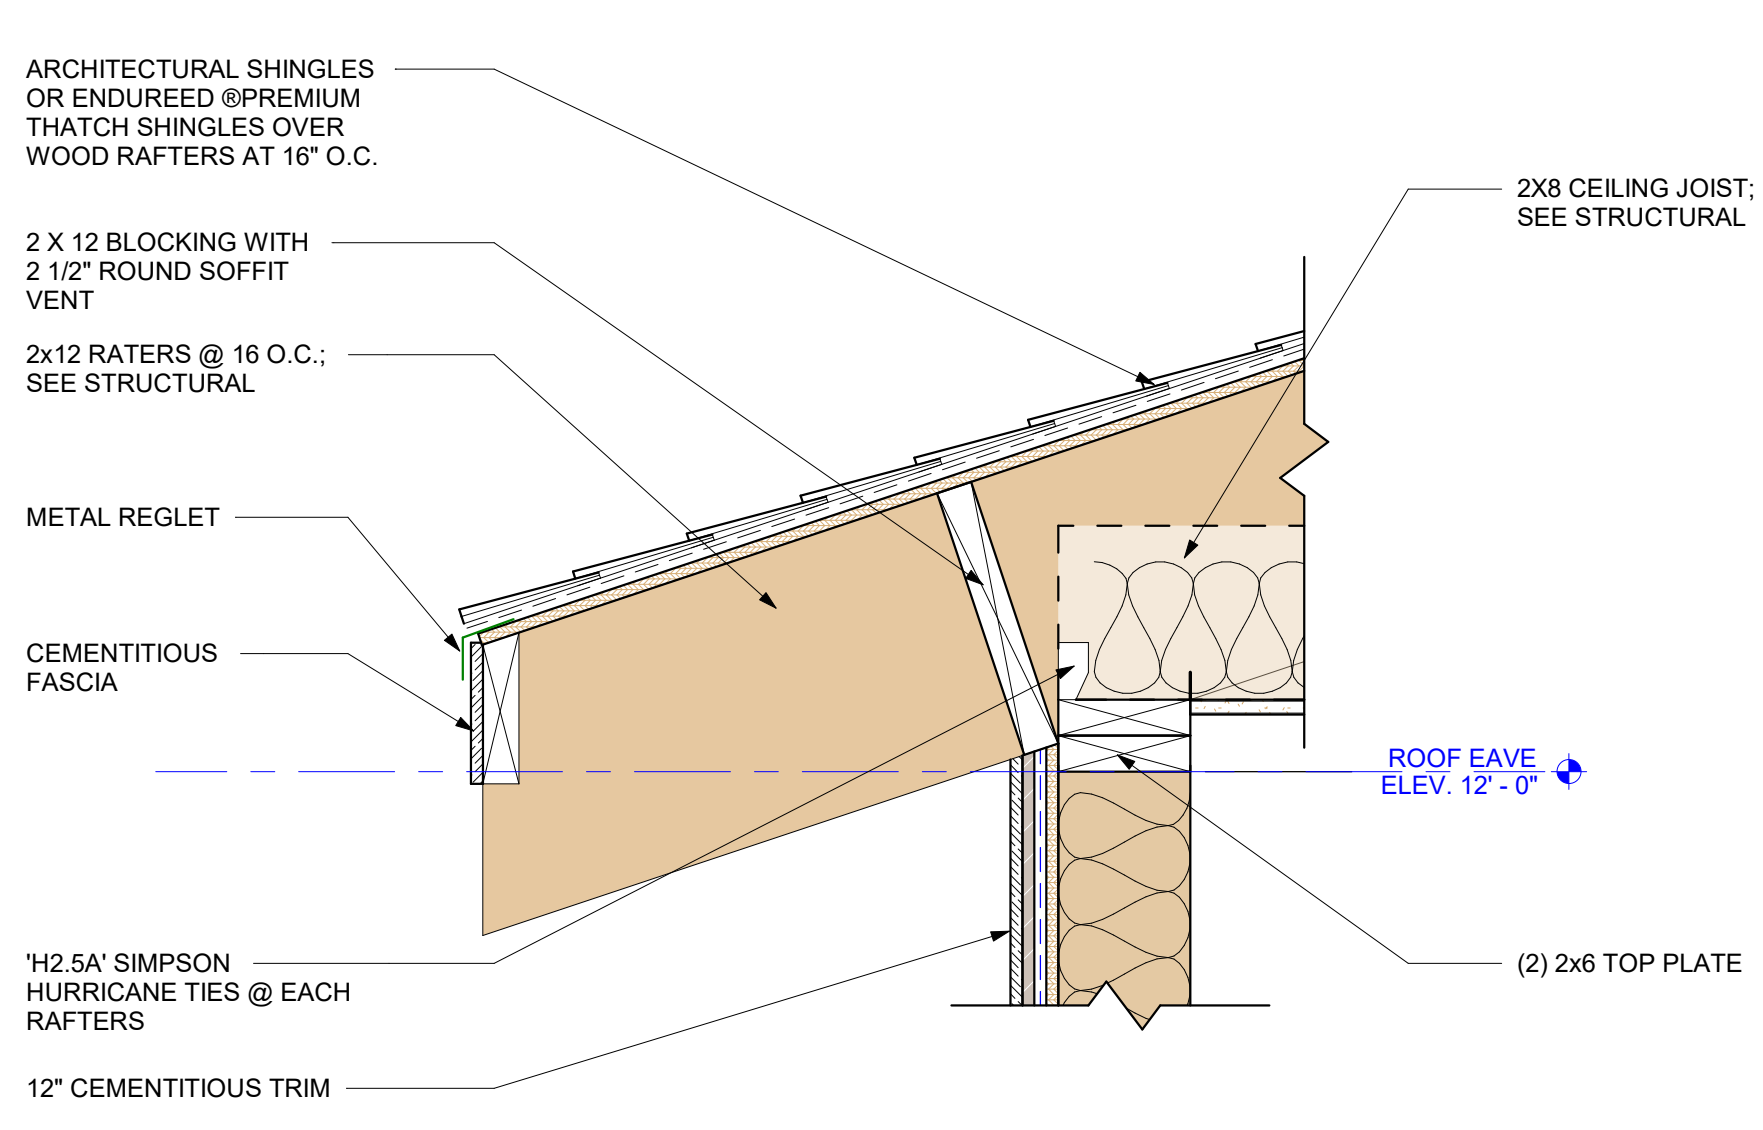 ARCHITECTURAL SHINGLES
OR ENDUREED ®PREMIUM
THATCH SHINGLES OVER
WOOD RAFTERS AT 16" O.C.
2 X 12 BLOCKING WITH
2 1/2" ROUND SOFFIT
VENT
2x12 RATERS @ 16 O.C.;
SEE STRUCTURAL
METAL REGLET
CEMENTITIOUS
FASCIA
'H2.5A' SIMPSON
HURRICANE TIES @ EACH
RAFTERS
12" CEMENTITIOUS TRIM
2X8 CEILING JOIST;
SEE STRUCTURAL
ROOF EAVE
ELEV. 12' - 0"
(2) 2x6 TOP PLATE